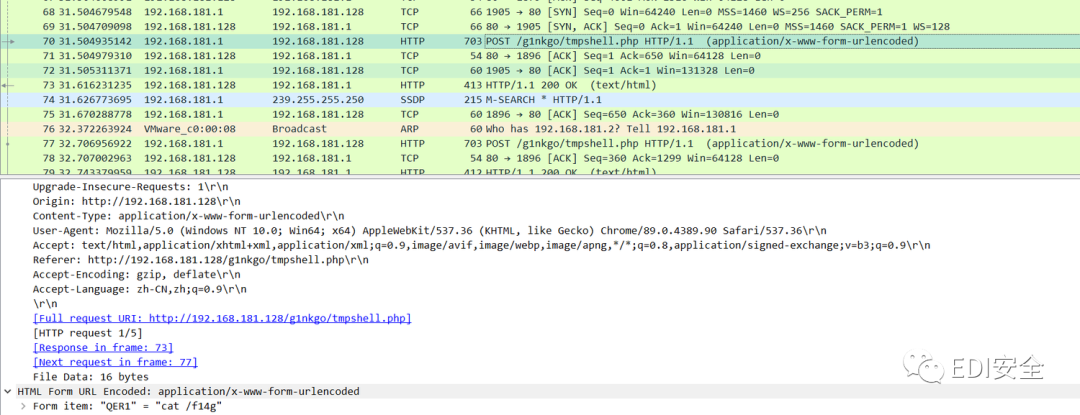 68 31.504679548 192.168.181.1 192.168.181.128 TCP 66 1905 → 80 [SYN] Seq=0 Win=64240 Len=0 MSS=1460 WS=256 SACK_PERM=1
69 31.504709098 192.168.181.128 192.168.181.1 TCP 66 80 → 1905 [SYN, ACK] Seq=0 Ack=1 Win=64240 Len=0 MSS=1460 SACK_PERM=1 WS=128
70 31.504935142 192.168.181.1 192.168.181.128 HTTP 703 POST /g1nkgo/tmpshell.php HTTP/1.1 (application/x-www-form-urlencoded)
71 31.504979310 192.168.181.128 192.168.181.1 TCP 54 80 → 1896 [ACK] Seq=1 Ack=650 Win=64128 Len=0
72 31.505311371 192.168.181.1 192.168.181.128 TCP 60 1905 → 80 [ACK] Seq=1 Ack=1 Win=131328 Len=0
73 31.616231235 192.168.181.128 192.168.181.1 HTTP 413 HTTP/1.1 200 OK (text/html)
74 31.626773695 192.168.181.1 239.255.255.250 SSDP 215 M-SEARCH * HTTP/1.1
75 31.670288778 192.168.181.1 192.168.181.128 TCP 60 1896 → 80 [ACK] Seq=650 Ack=360 Win=130816 Len=0
76 32.372263924 VMware_c0:00:08 Broadcast ARP 60 Who has 192.168.181.2? Tell 192.168.181.1
77 32.706956922 192.168.181.1 192.168.181.128 HTTP 703 POST /g1nkgo/tmpshell.php HTTP/1.1 (application/x-www-form-urlencoded)
78 32.707002963 192.168.181.128 192.168.181.1 TCP 54 80 → 1896 [ACK] Seq=360 Ack=1299 Win=64128 Len=0
79 32.743379959 192.168.181.128 192.168.181.1 HTTP 412 HTTP/1.1 200 OK (text/html)
Upgrade-Insecure-Requests: 1\r\n
Origin: http://192.168.181.128\r\n
Content-Type: application/x-www-form-urlencoded\r\n
User-Agent: Mozilla/5.0 (Windows NT 10.0; Win64; x64) AppleWebKit/537.36 (KHTML, like Gecko) Chrome/89.0.4389.90 Safari/537.36\r\n
Accept: text/html,application/xhtml+xml,application/xml;q=0.9,image/avif,image/webp,image/apng,*/*;q=0.8,application/signed-exchange;v=b3;q=0.9\r\n
Referer: http://192.168.181.128/g1nkgo/tmpshell.php\r\n
Accept-Encoding: gzip, deflate\r\n
Accept-Language: zh-CN,zh;q=0.9\r\n
\r\n
[Full request URI: http://192.168.181.128/g1nkgo/tmpshell.php]
[HTTP request 1/5]
[Response in frame: 73]
[Next request in frame: 77]
File Data: 16 bytes
HTML Form URL Encoded: application/x-www-form-urlencoded
Form item: "QER1" = "cat /f14g"
EDI安全